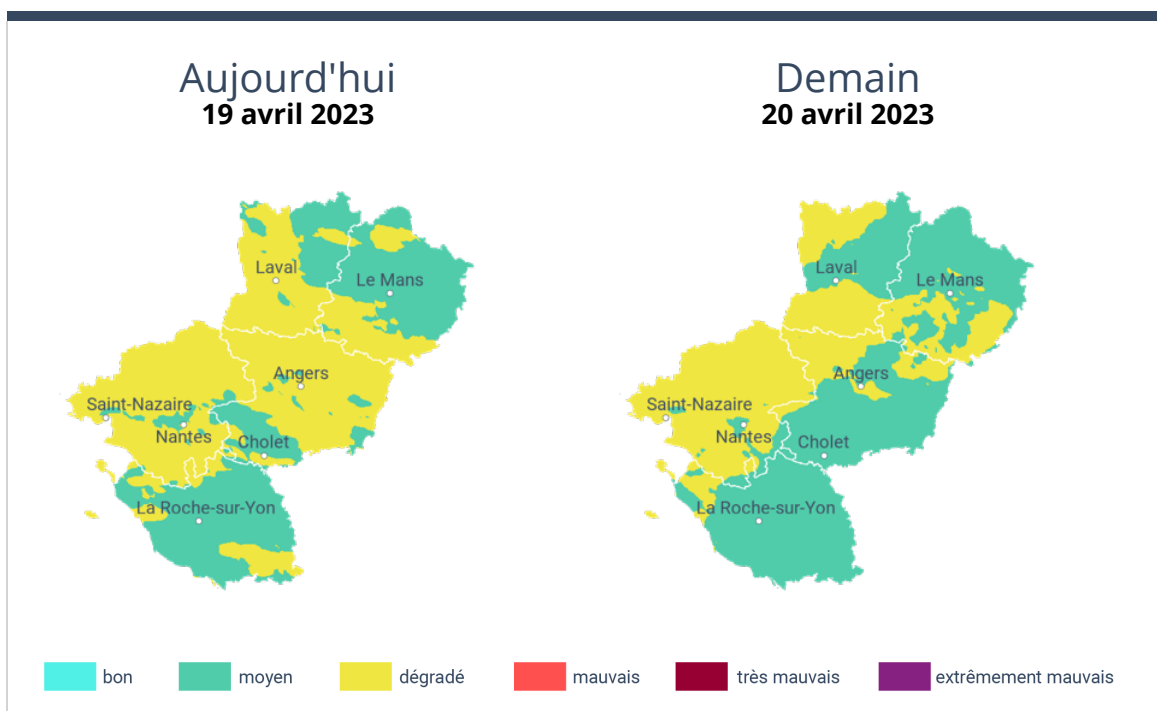 Aujourd'hui
19 avril 2023
Laval
Le Mans
Angers
Saint-Nazaire
Nantes
Cholet
La Roche-sur-Yon
Demain
20 avril 2023
Laval
Le Mans
Angers
Saint-Nazaire
Nantes
Cholet
La Roche-sur-Yon
bon
moyen
dégradé
mauvais
très mauvais
extrêmement mauvais